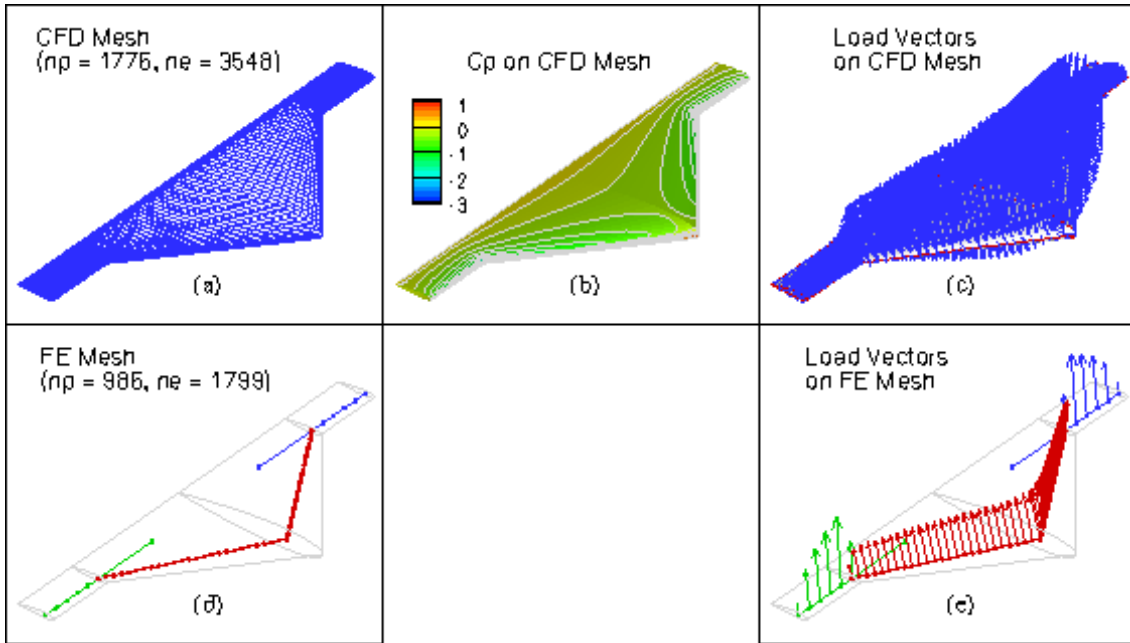 CFD Mesh
(np = 1776, ne = 3548)
(a)
Cp on CFD Mesh
1
0
-1
-2
-3
(b)
Load Vectors
on CFD Mesh
(c)
FE Mesh
(np = 986, ne = 1799)
(d)
Load Vectors
on FE Mesh
(e)